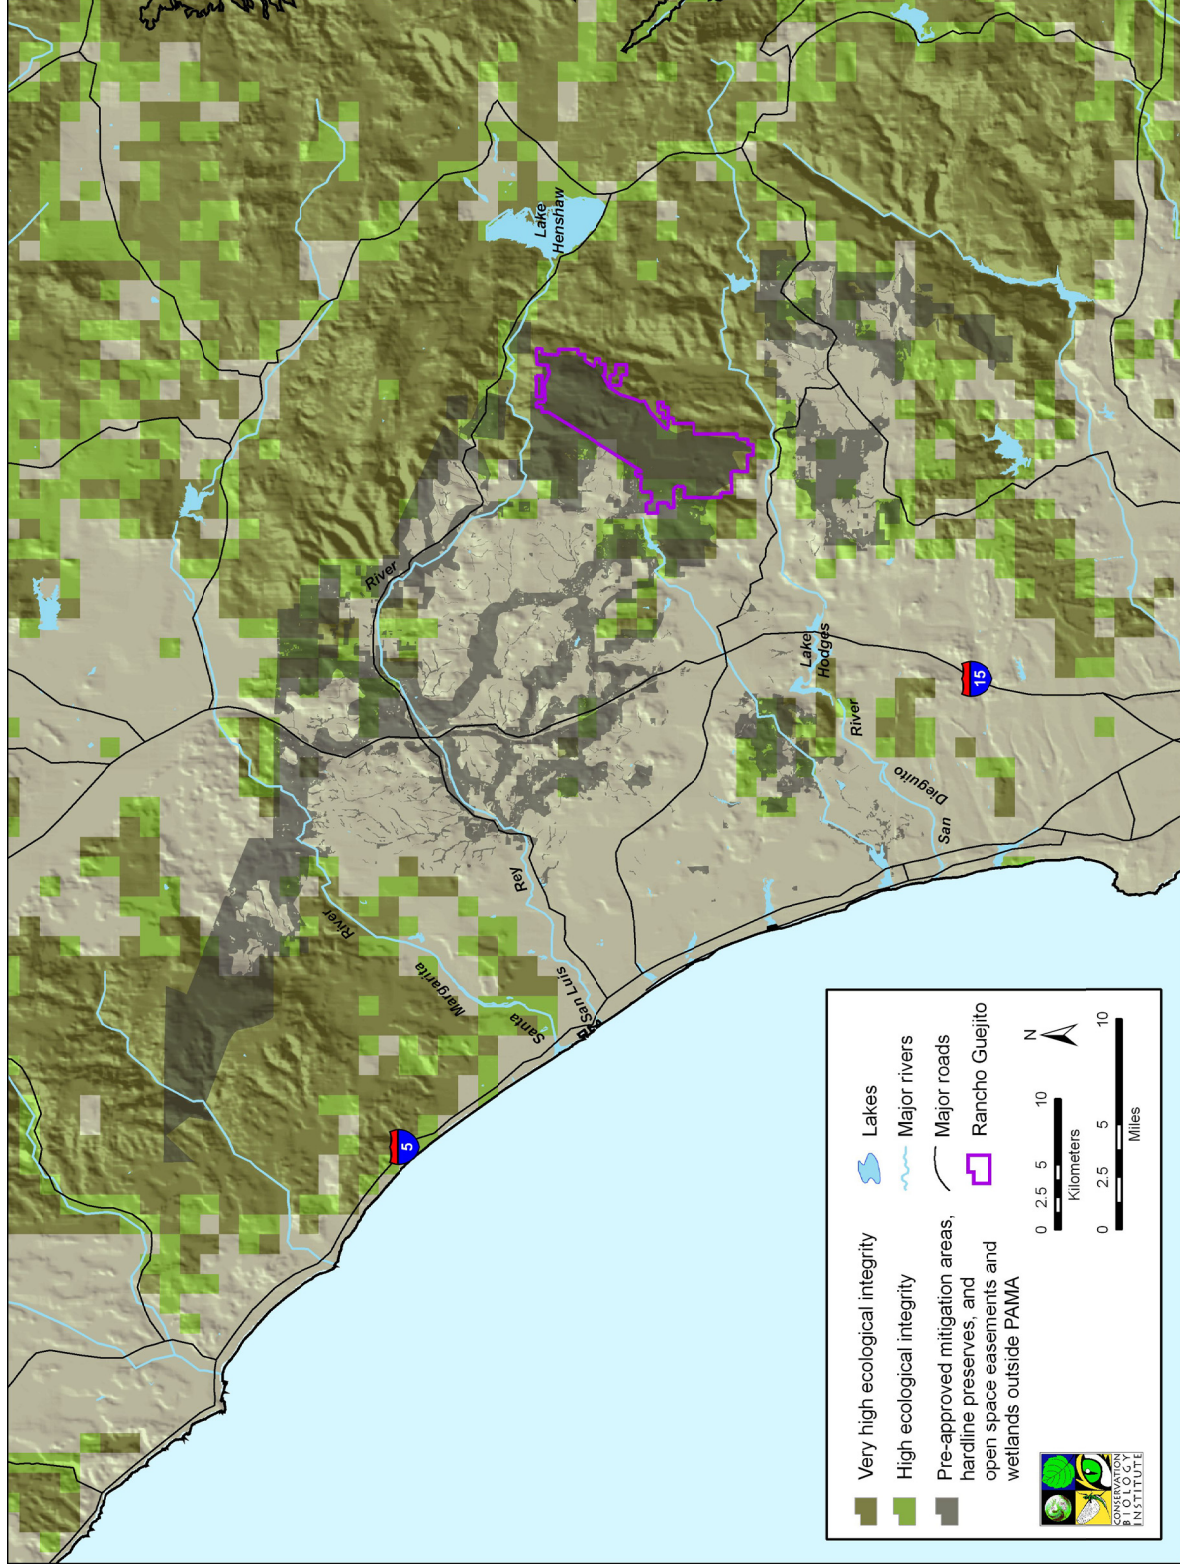 Lake
Henshaw
River
Lake
Hodges
River
Dieguito
San
15
River
Margarita
Santa
Rey
San Luis
5
Very high ecological integrity
High ecological integrity
Pre-approved mitigation areas,
hardline preserves, and
open space easements and
wetlands outside PAMA
Lakes
Major rivers
Major roads
Rancho Guejito
N
0 2.5 5 10
Kilometers
0 2.5 5 10
Miles
CONSERVATION
BIOLOGY
INSTITUTE